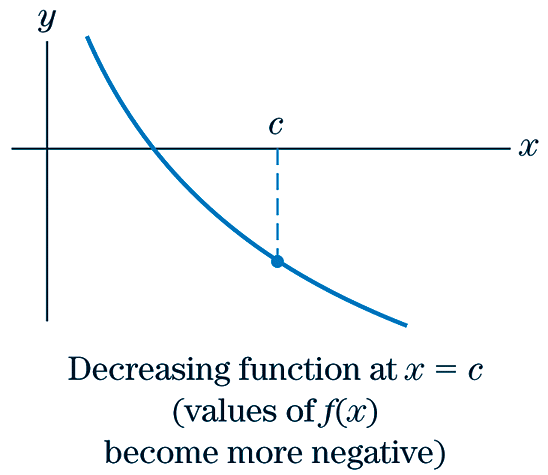 y
c
x
Decreasing function at x = c
(values of f(x)
become more negative)